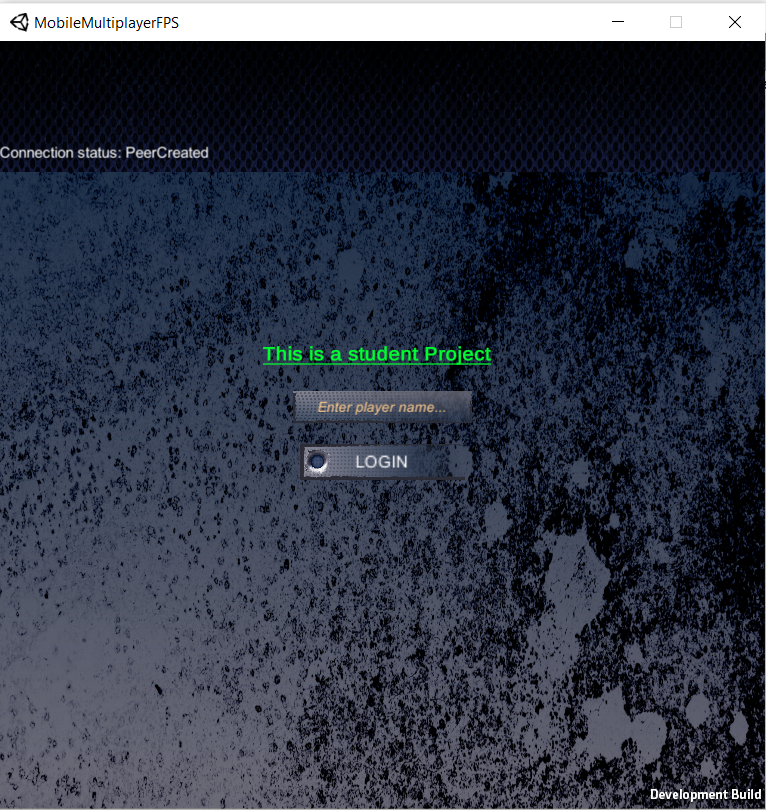 MobileMultiplayerFPS
Connection status: PeerCreated
This is a student Project
Enter player name...
LOGIN
Development Build